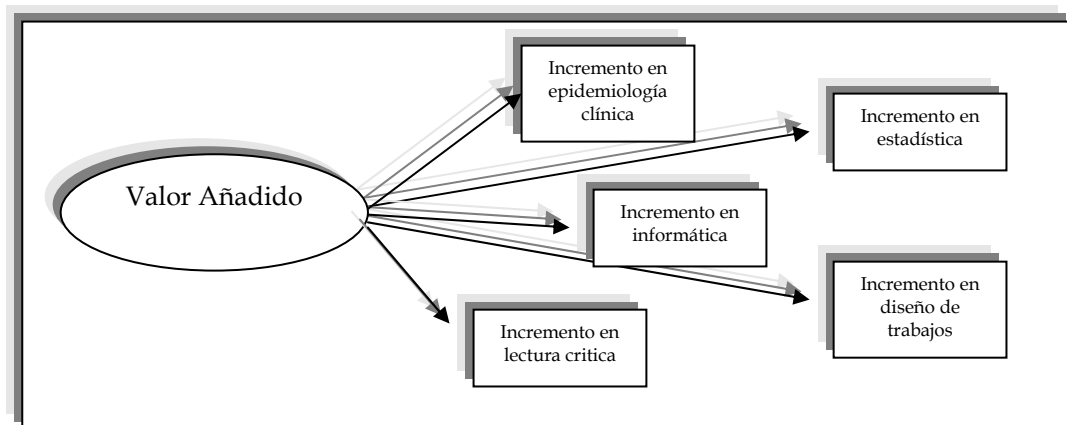 Incremento en
epidemiología
clínica
Incremento en
estadística
Valor Añadido
Incremento en
informática
Incremento en
diseño de
trabajos
Incremento en
lectura critica